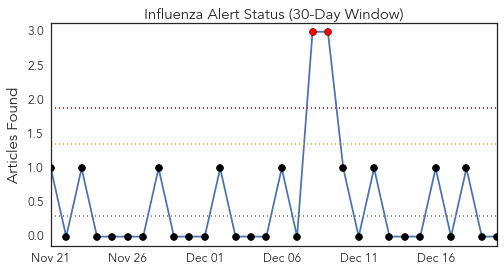 Influenza Alert Status (30-Day Window)
Articles Found
3.0
2.5
2.0
1.5
1.0
0.5
0.0
Nov 21 Nov 26 Dec 01 Dec 06 Dec 11 Dec 16